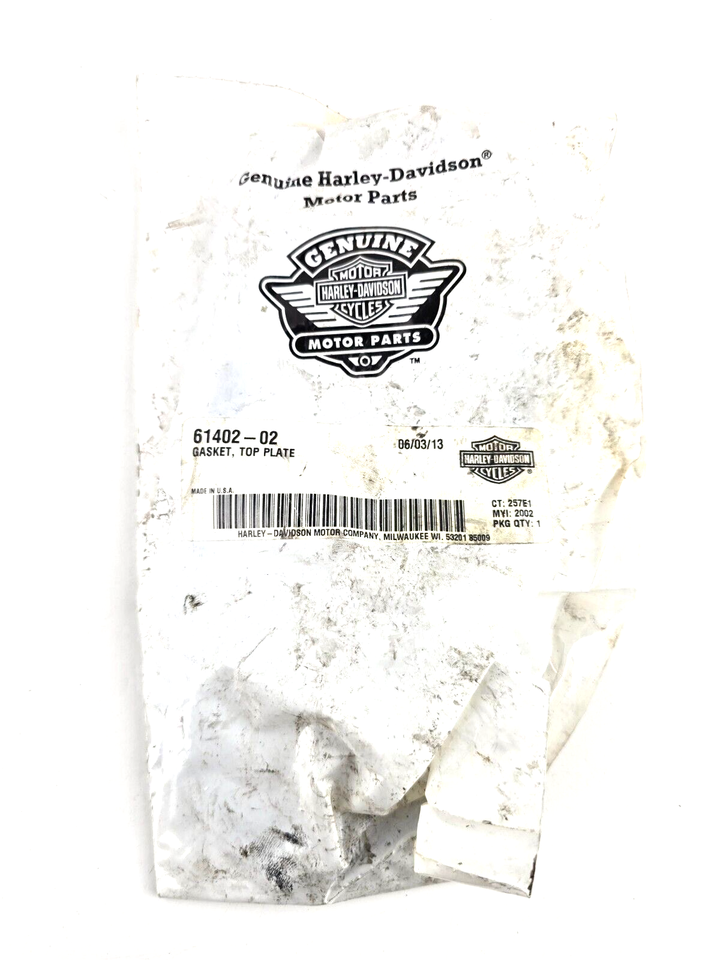 Genuine Harley-Davidson®
Motor Parts
GENUINE
MOTOR
HARLEY-DAVIDSON
CYCLES
MOTOR PARTS
™
61402-02
GASKET, TOP PLATE
06/03/13
MOTOR
HARLEY-DAVIDSON
CYCLES
®
MADE IN U.S.A.
CT: 257E1
MYI: 2002
PKG QTY: 1
HARLEY-DAVIDSON MOTOR COMPANY, MILWAUKEE WI. 53201 85009